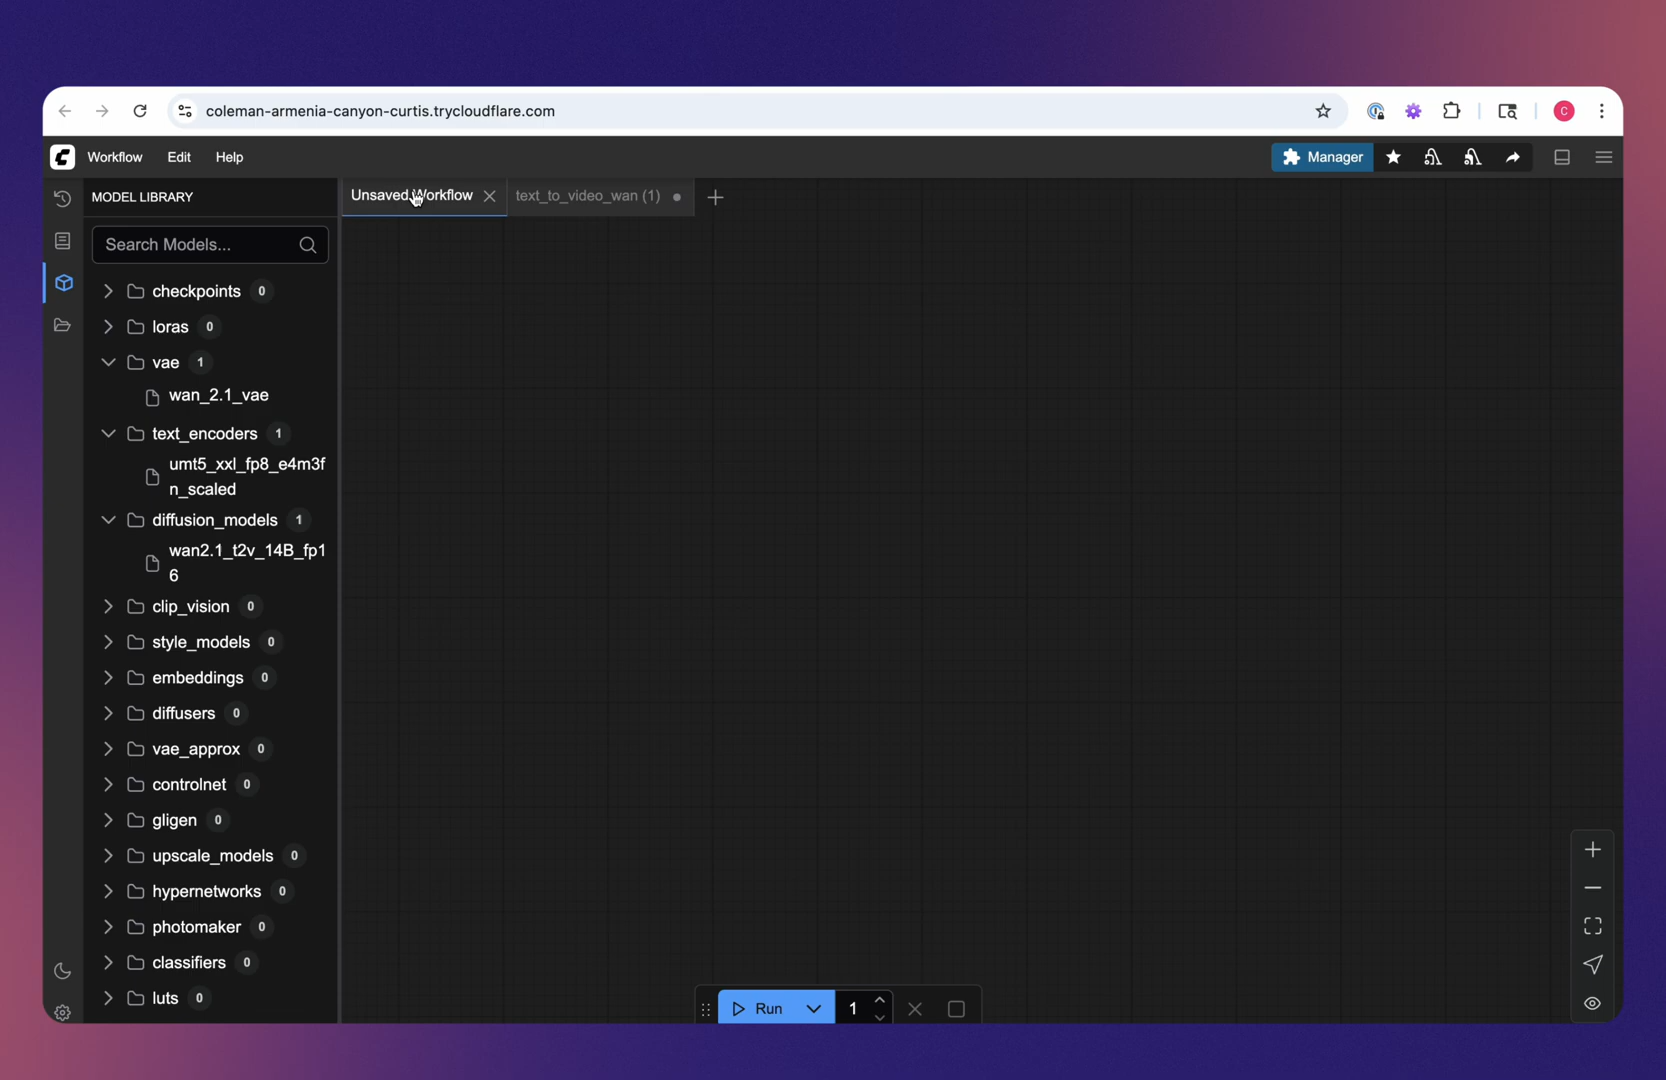 coleman-armenia-canyon-curtis.trycloudflare.com
C
Workflow Edit Help
Manager
MODEL LIBRARY
Unsaved Workflow
text_to_video_wan (1)
Search Models...
checkpoints 0
loras 0
vae 1
wan_2.1_vae
text_encoders 1
umt5_xxl_fp8_e4m3f
n_scaled
diffusion_models 1
wan2.1_t2v_14B_fp1
6
clip_vision 0
style_models 0
embeddings 0
diffusers 0
vae_approx 0
controlnet 0
gligen 0
upscale_models 0
hypernetworks 0
photomaker 0
classifiers 0
luts 0
Run
1